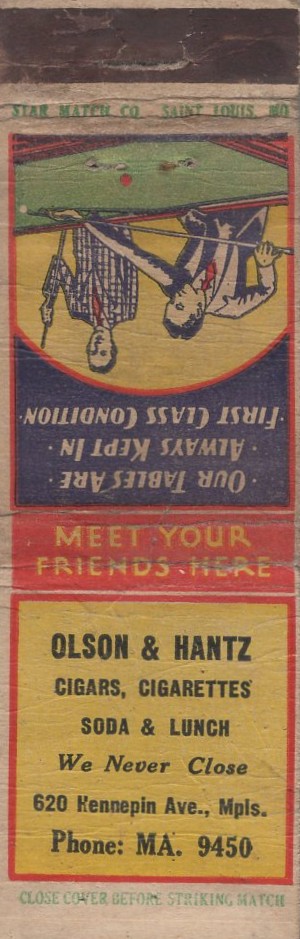 STAR MATCH CO. SAINT LOUIS, MO
· OUR TABLES ARE ·
· ALWAYS KEPT IN ·
· FIRST CLASS CONDITION ·
MEET YOUR
FRIENDS HERE
OLSON & HANTZ
CIGARS, CIGARETTES
SODA & LUNCH
We Never Close
620 Hennepin Ave., Mpls.
Phone: MA. 9450
CLOSE COVER BEFORE STRIKING MATCH